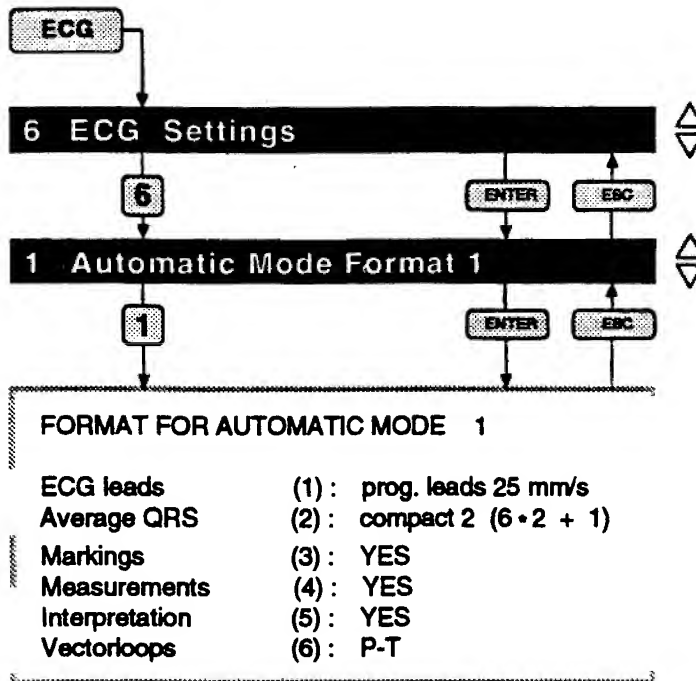 ECG
6 ECG Settings
6 ENTER ESC
1 Automatic Mode Format 1
1 ENTER ESC
FORMAT FOR AUTOMATIC MODE 1
ECG leads (1) : prog. leads 25 mm/s
Average QRS (2) : compact 2 (6 * 2 + 1)
Markings (3) : YES
Measurements (4) : YES
Interpretation (5) : YES
Vectorloops (6) : P-T